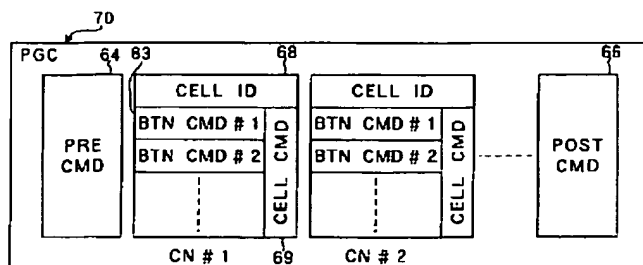 70
PGC 64 83 68 66
CELL ID CELL ID
PRE CMD
BTN CMD # 1 BTN CMD # 1
BTN CMD # 2 BTN CMD # 2
CELL CMD CELL CMD
POST CMD
CN # 1 69 CN # 2